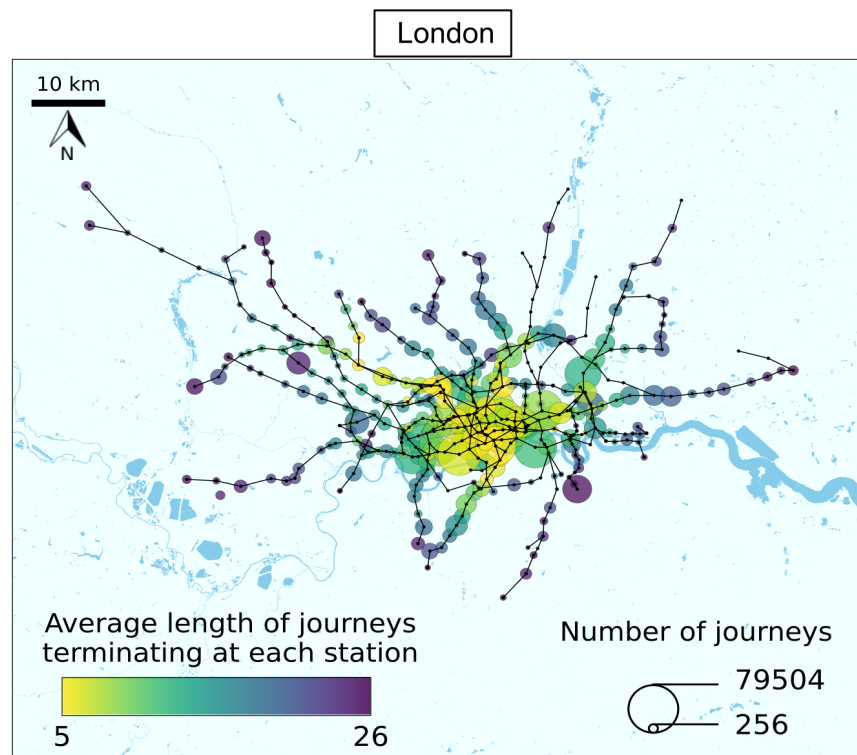 London
10 km
N
Average length of journeys
terminating at each station
5 26
Number of journeys
79504
256